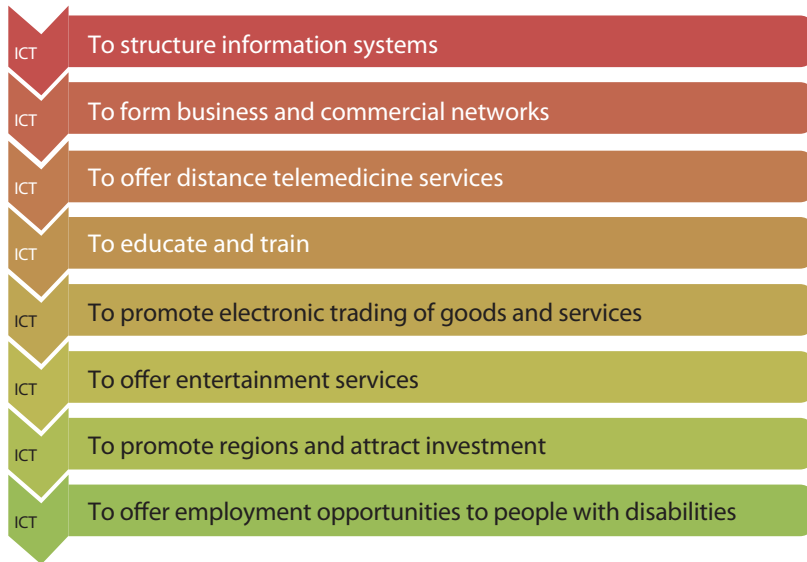 ICT To structure information systems
ICT To form business and commercial networks
ICT To offer distance telemedicine services
ICT To educate and train
ICT To promote electronic trading of goods and services
ICT To offer entertainment services
ICT To promote regions and attract investment
ICT To offer employment opportunities to people with disabilities